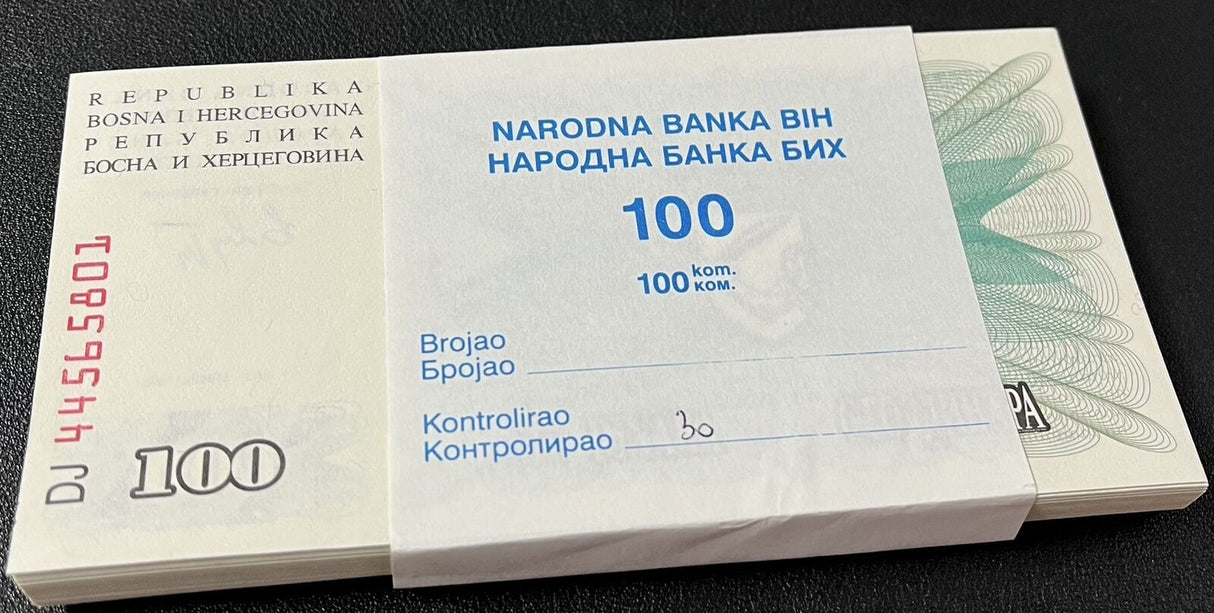 REPUBLIKA
BOSNA I HERCEGOVINA
РЕПУБЛИКА
БОСНА И ХЕРЦЕГОВИНА
DJ 44565801
100
NARODNA BANKA BIH
НАРОДНА БАНКА БИХ
100
100 kom.
ком.
Brojao
Бројао
Kontrolirao
Контролирао 30
РА